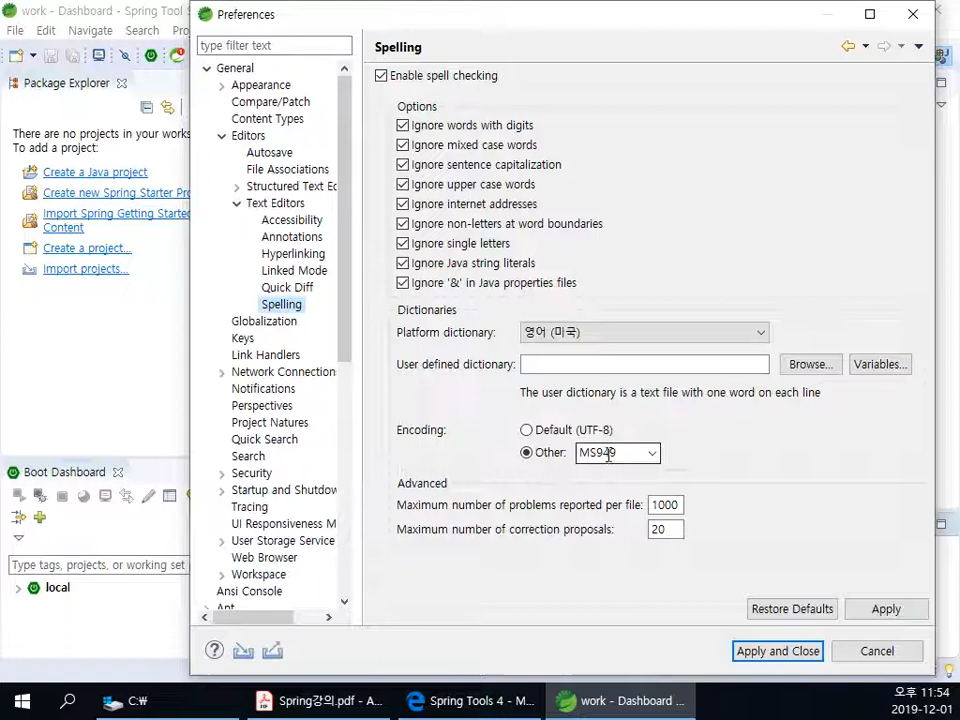 work - Dashboard - Spring Tool S
File Edit Navigate Search Pr
Package Explorer
There are no projects in your works
To add a project:
Create a Java project
Create new Spring Starter Pro
Import Spring Getting Started
Content
Create a project...
Import projects...
Boot Dashboard
Type tags, projects, or working set
local
Preferences
type filter text
General
Appearance
Compare/Patch
Content Types
Editors
Autosave
File Associations
Structured Text Ec
Text Editors
Accessibility
Annotations
Hyperlinking
Linked Mode
Quick Diff
Spelling
Globalization
Keys
Link Handlers
Network Connection
Notifications
Perspectives
Project Natures
Quick Search
Search
Security
Startup and Shutdow
Tracing
UI Responsiveness M
User Storage Service
Web Browser
Workspace
Ansi Console
Ant
Spelling
Enable spell checking
Options
Ignore words with digits
Ignore mixed case words
Ignore sentence capitalization
Ignore upper case words
Ignore internet addresses
Ignore non-letters at word boundaries
Ignore single letters
Ignore Java string literals
Ignore '&' in Java properties files
Dictionaries
Platform dictionary: 영어 (미국)
User defined dictionary: Browse... Variables...
The user dictionary is a text file with one word on each line
Encoding: Default (UTF-8)
Other: MS949
Advanced
Maximum number of problems reported per file: 1000
Maximum number of correction proposals: 20
Restore Defaults Apply
Apply and Close Cancel
C:₩ Spring강의.pdf - A... Spring Tools 4 - M... work - Dashboard ...
오후 11:54
2019-12-01